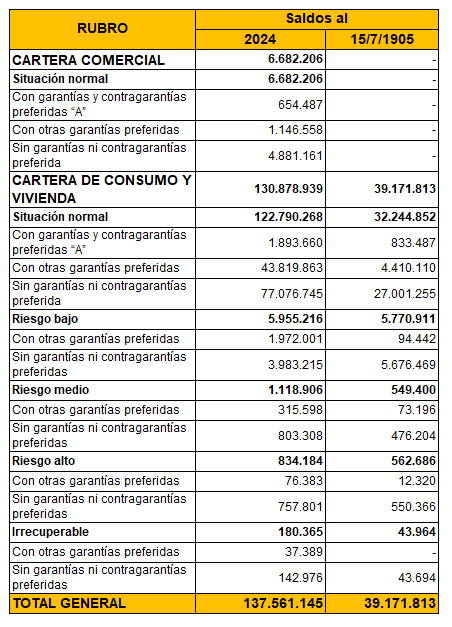 RUBRO Saldos al
2024 15/7/1905
CARTERA COMERCIAL 6.682.206 -
Situación normal 6.682.206 -
Con garantías y contragarantías
preferidas “A” 654.487 -
Con otras garantías preferidas 1.146.558 -
Sin garantías ni contragarantías
preferida 4.881.161 -
CARTERA DE CONSUMO Y
VIVIENDA 130.878.939 39.171.813
Situación normal 122.790.268 32.244.852
Con garantías y contragarantías
preferidas “A” 1.893.660 833.487
Con otras garantías preferidas 43.819.863 4.410.110
Sin garantías ni contragarantías
preferida 77.076.745 27.001.255
Riesgo bajo 5.955.216 5.770.911
Con otras garantías preferidas 1.972.001 94.442
Sin garantías ni contragarantías
preferidas 3.983.215 5.676.469
Riesgo medio 1.118.906 549.400
Con otras garantías preferidas 315.598 73.196
Sin garantías ni contragarantías
preferidas 803.308 476.204
Riesgo alto 834.184 562.686
Con otras garantías preferidas 76.383 12.320
Sin garantías ni contragarantías
preferidas 757.801 550.366
Irrecuperable 180.365 43.964
Con otras garantías preferidas 37.389 -
Sin garantías ni contragarantías
preferidas 142.976 43.694
TOTAL GENERAL 137.561.145 39.171.813